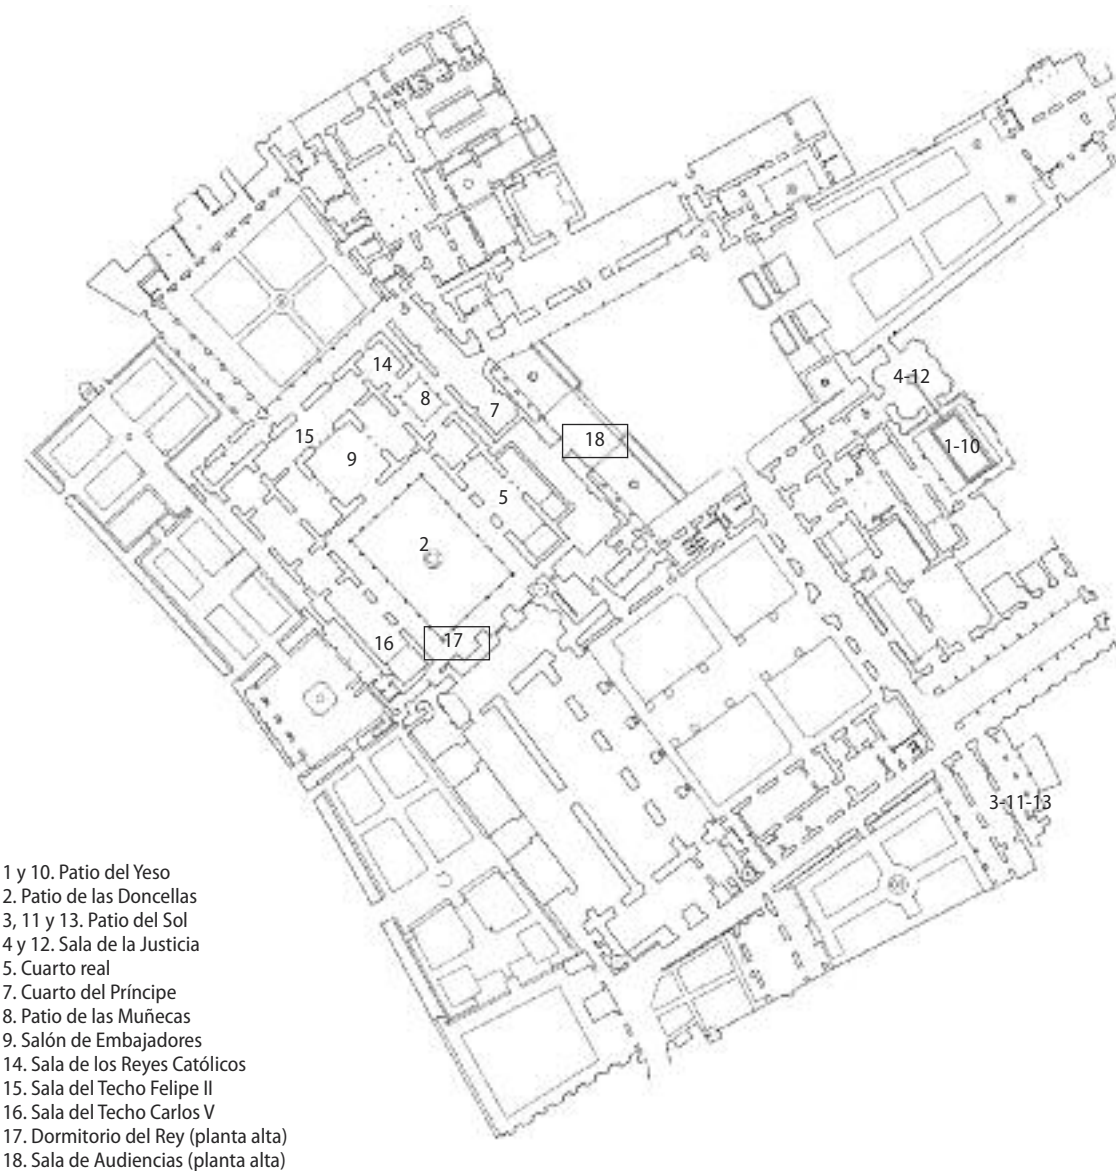 14
8
7
4-12
15
18
1-10
9
5
2
17
16
3-11-13
1 y 10. Patio del Yeso
2. Patio de las Doncellas
3, 11 y 13. Patio del Sol
4 y 12. Sala de la Justicia
5. Cuarto real
7. Cuarto del Príncipe
8. Patio de las Muñecas
9. Salón de Embajadores
14. Sala de los Reyes Católicos
15. Sala del Techo Felipe II
16. Sala del Techo Carlos V
17. Dormitorio del Rey (planta alta)
18. Sala de Audiencias (planta alta)